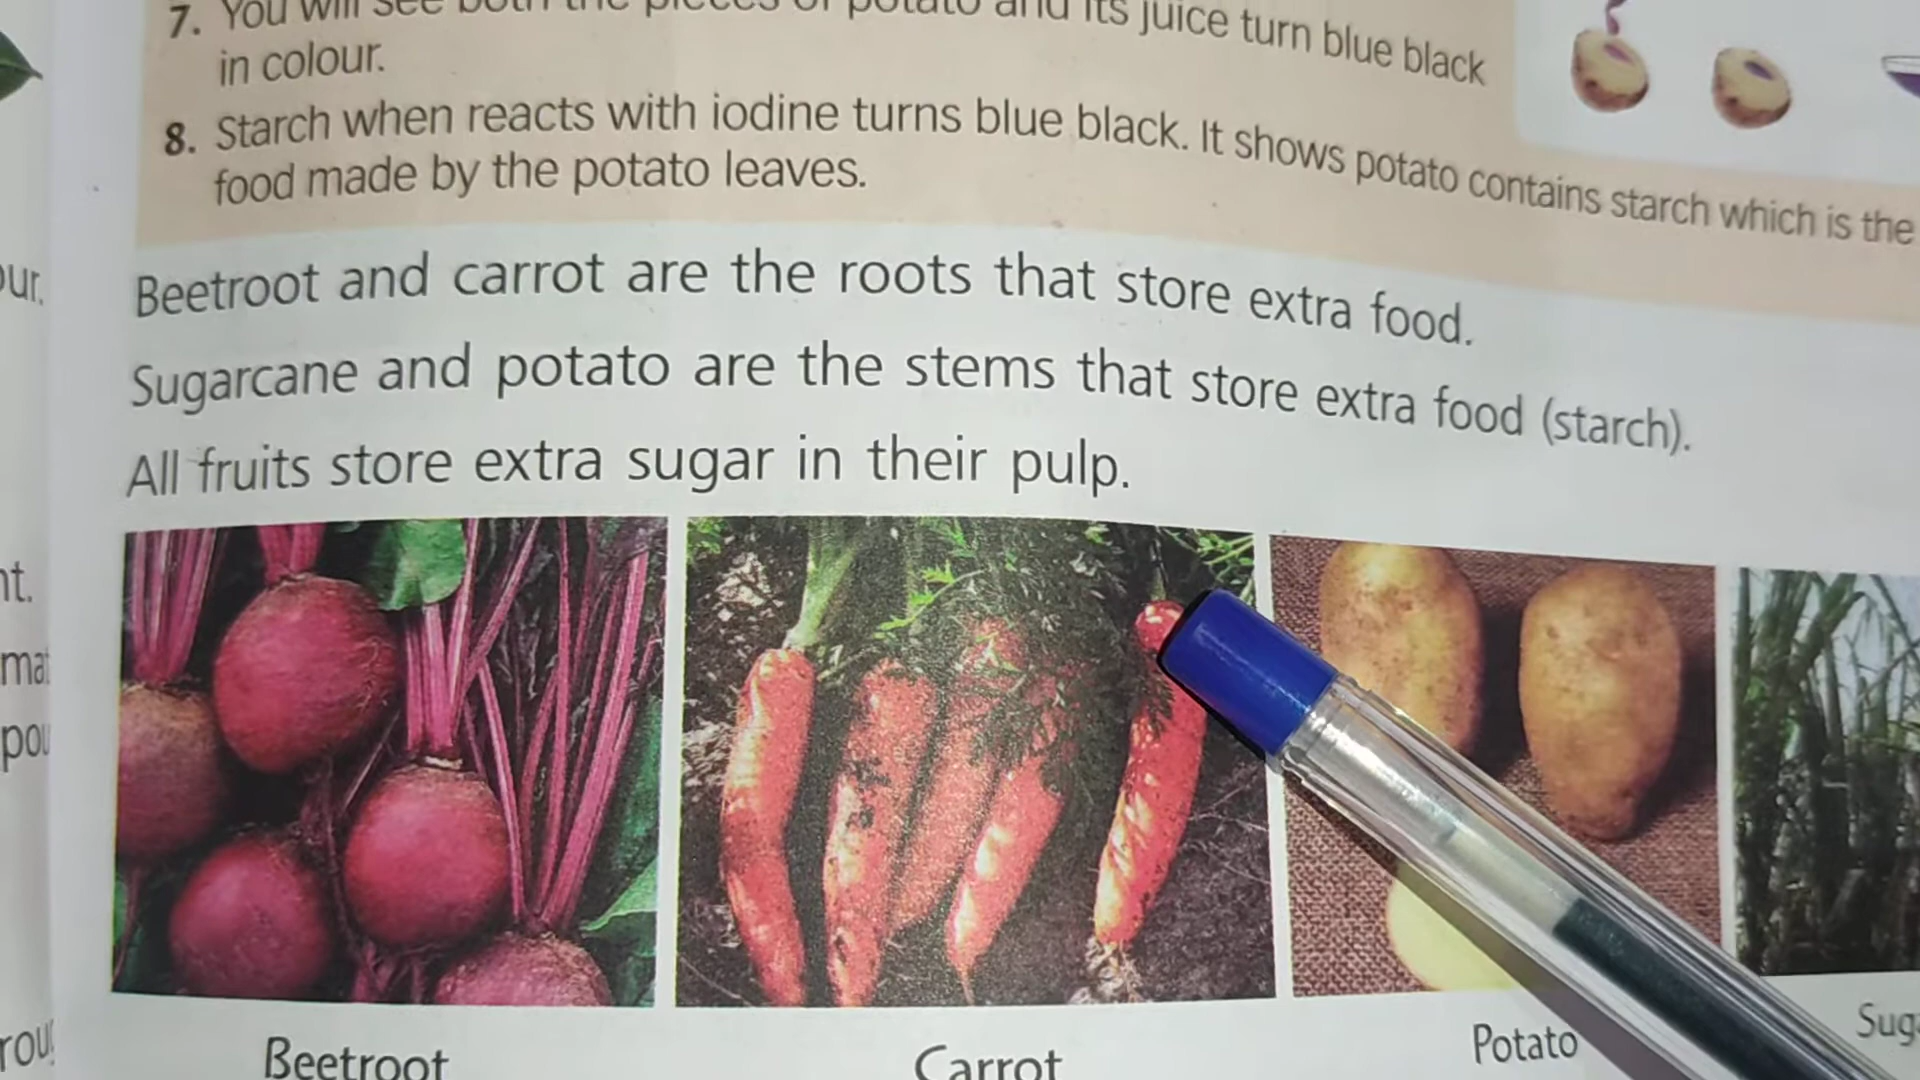 7. You will see both the pieces of potato and its juice turn blue black
in colour.
8. Starch when reacts with iodine turns blue black. It shows potato contains starch which is the
food made by the potato leaves.
Beetroot and carrot are the roots that store extra food.
Sugarcane and potato are the stems that store extra food (starch).
All fruits store extra sugar in their pulp.
Beetroot
Carrot
Potato